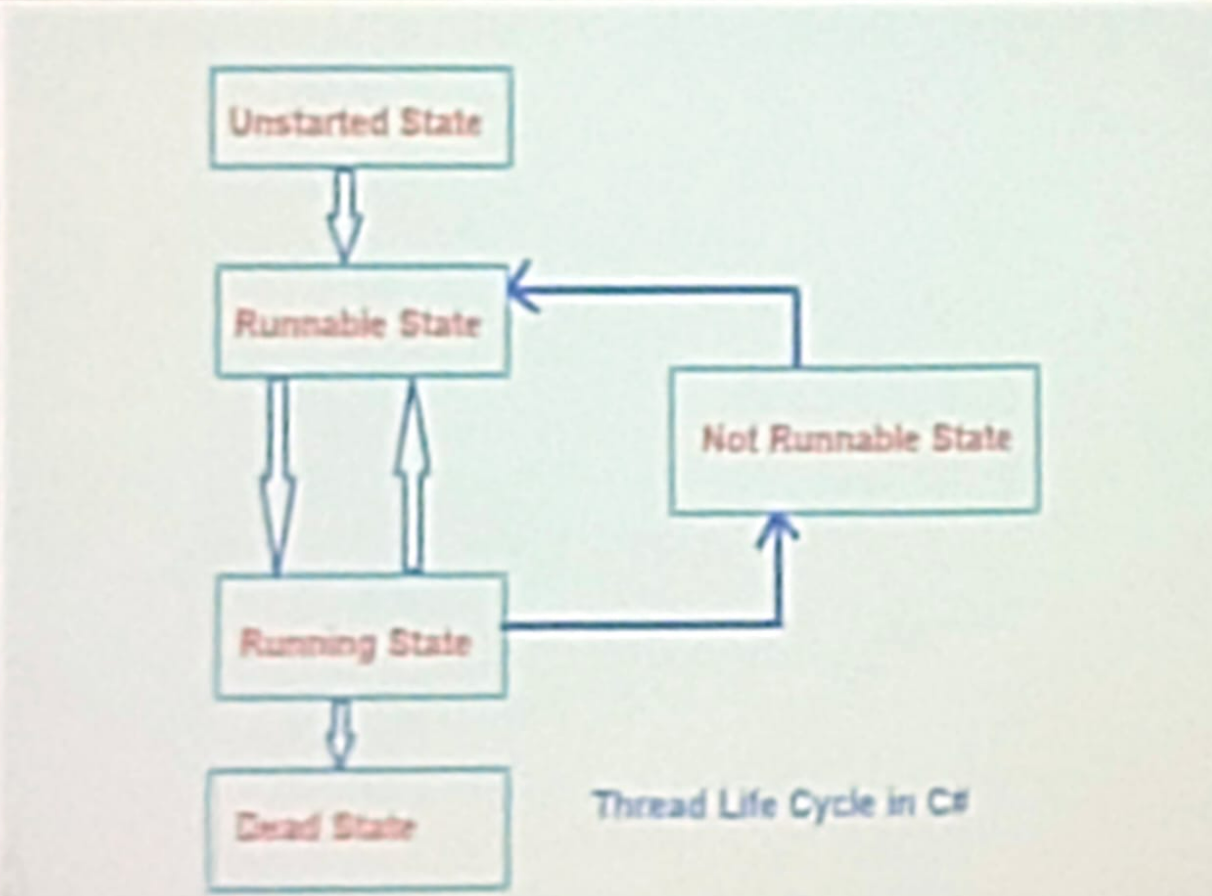 Unstarted State
Runnable State
Not Runnable State
Running State
Dead State
Thread Life Cycle in C#